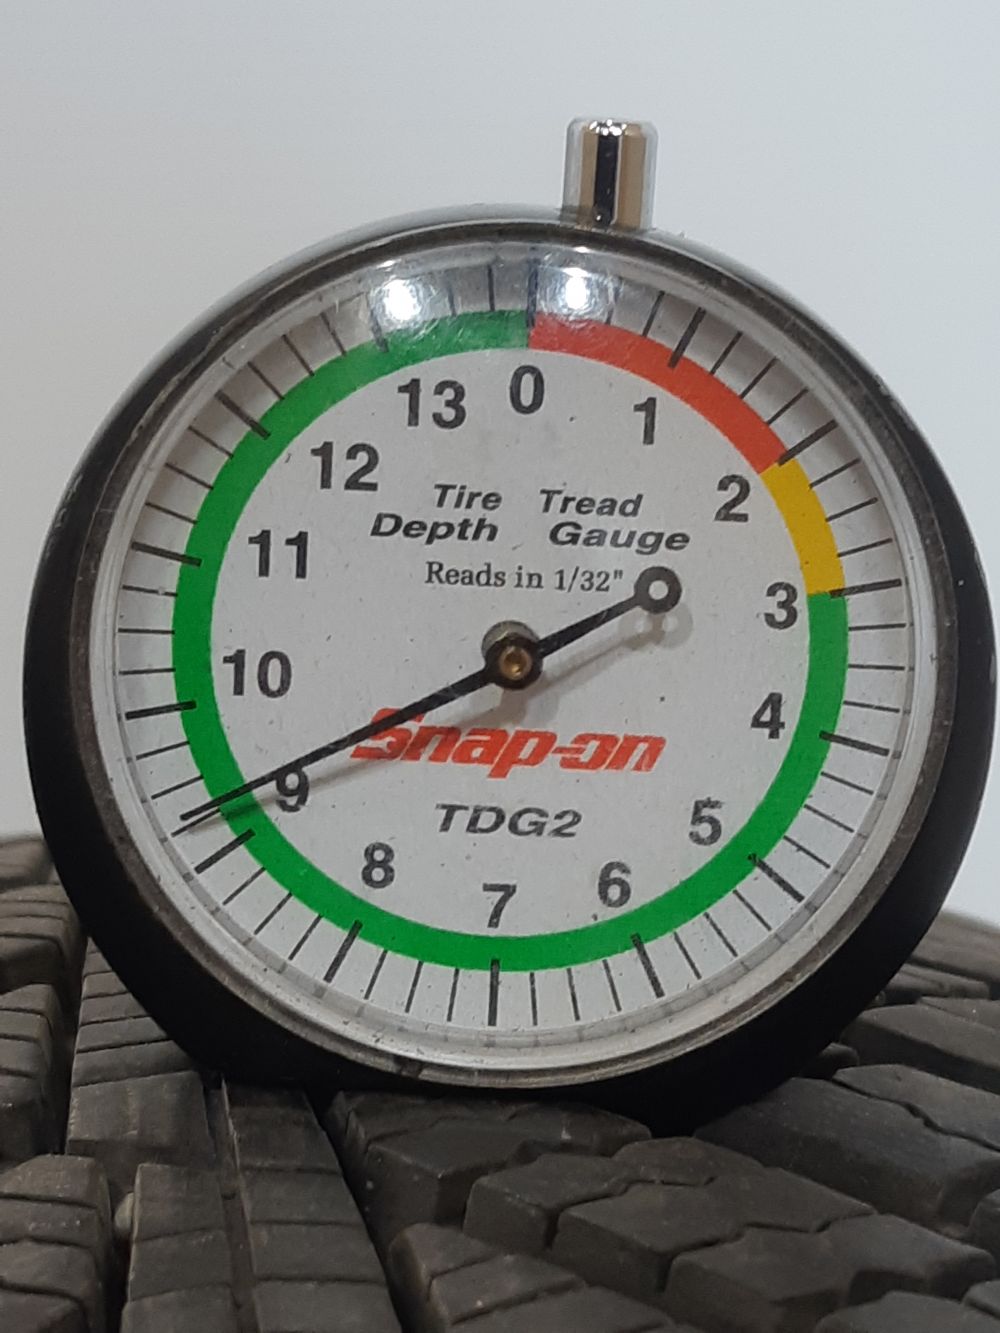 0
1
2
3
4
5
6
7
8
9
10
11
12
13
Tire Tread
Depth Gauge
Reads in 1/32"
Snap-on
TDG2